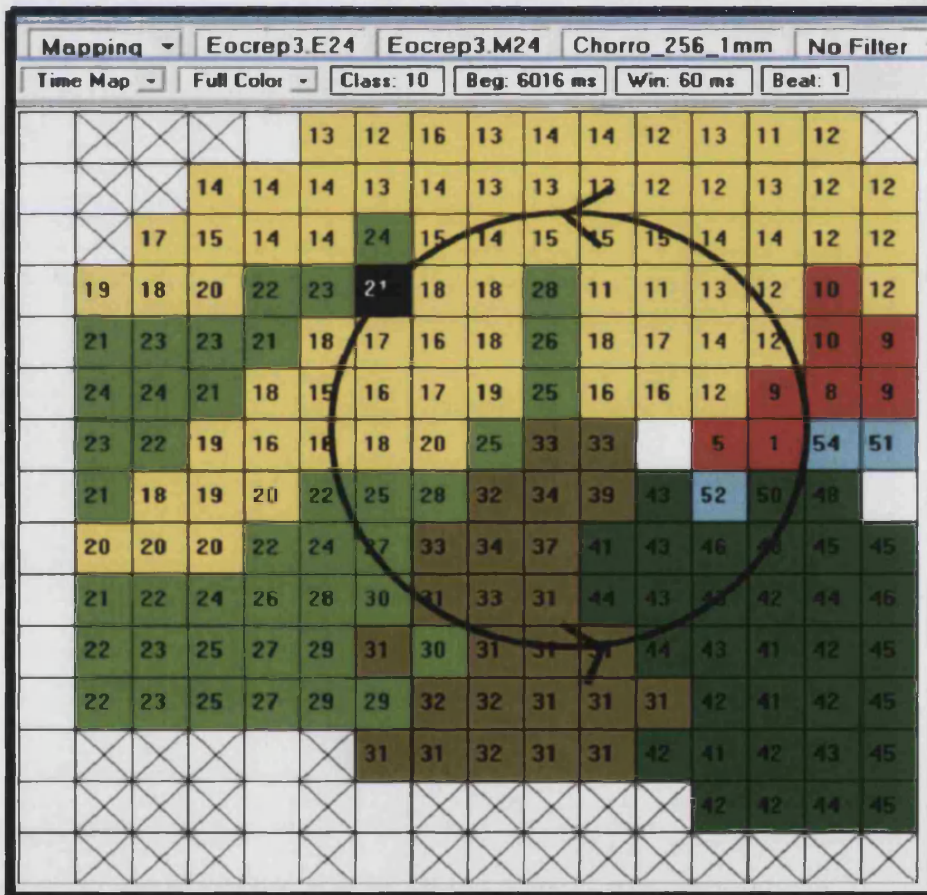 Mapping Eocrep3.E24 Eocrep3.M24 Chorro_256_1mm No Filter
Time Map Full Color Class: 10 Beg: 6016 ms Win: 60 ms Beat: 1
13 12 16 13 14 14 12 13 11 12
14 14 14 13 14 13 13 12 12 13 12 12
17 15 14 14 24 15 14 15 15 15 14 14 12 12
19 18 20 22 23 21 18 18 28 11 11 13 12 10 12
21 23 23 21 18 17 16 18 26 18 17 14 12 10 9
24 24 21 18 15 16 17 19 25 16 16 12 9 8 9
23 22 19 16 18 20 25 33 33 5 1 54 51
21 18 19 20 22 25 28 32 34 39 43 52 50 48
20 20 20 22 24 27 33 34 37 41 43 46 45 45
21 22 24 26 28 30 31 33 31 44 43 42 44 46
22 23 25 27 29 31 30 31 31 31 44 43 41 42 45
22 23 25 27 29 29 32 32 31 31 31 42 41 42 45
31 31 32 31 31 42 41 42 43 45
42 42 44 45